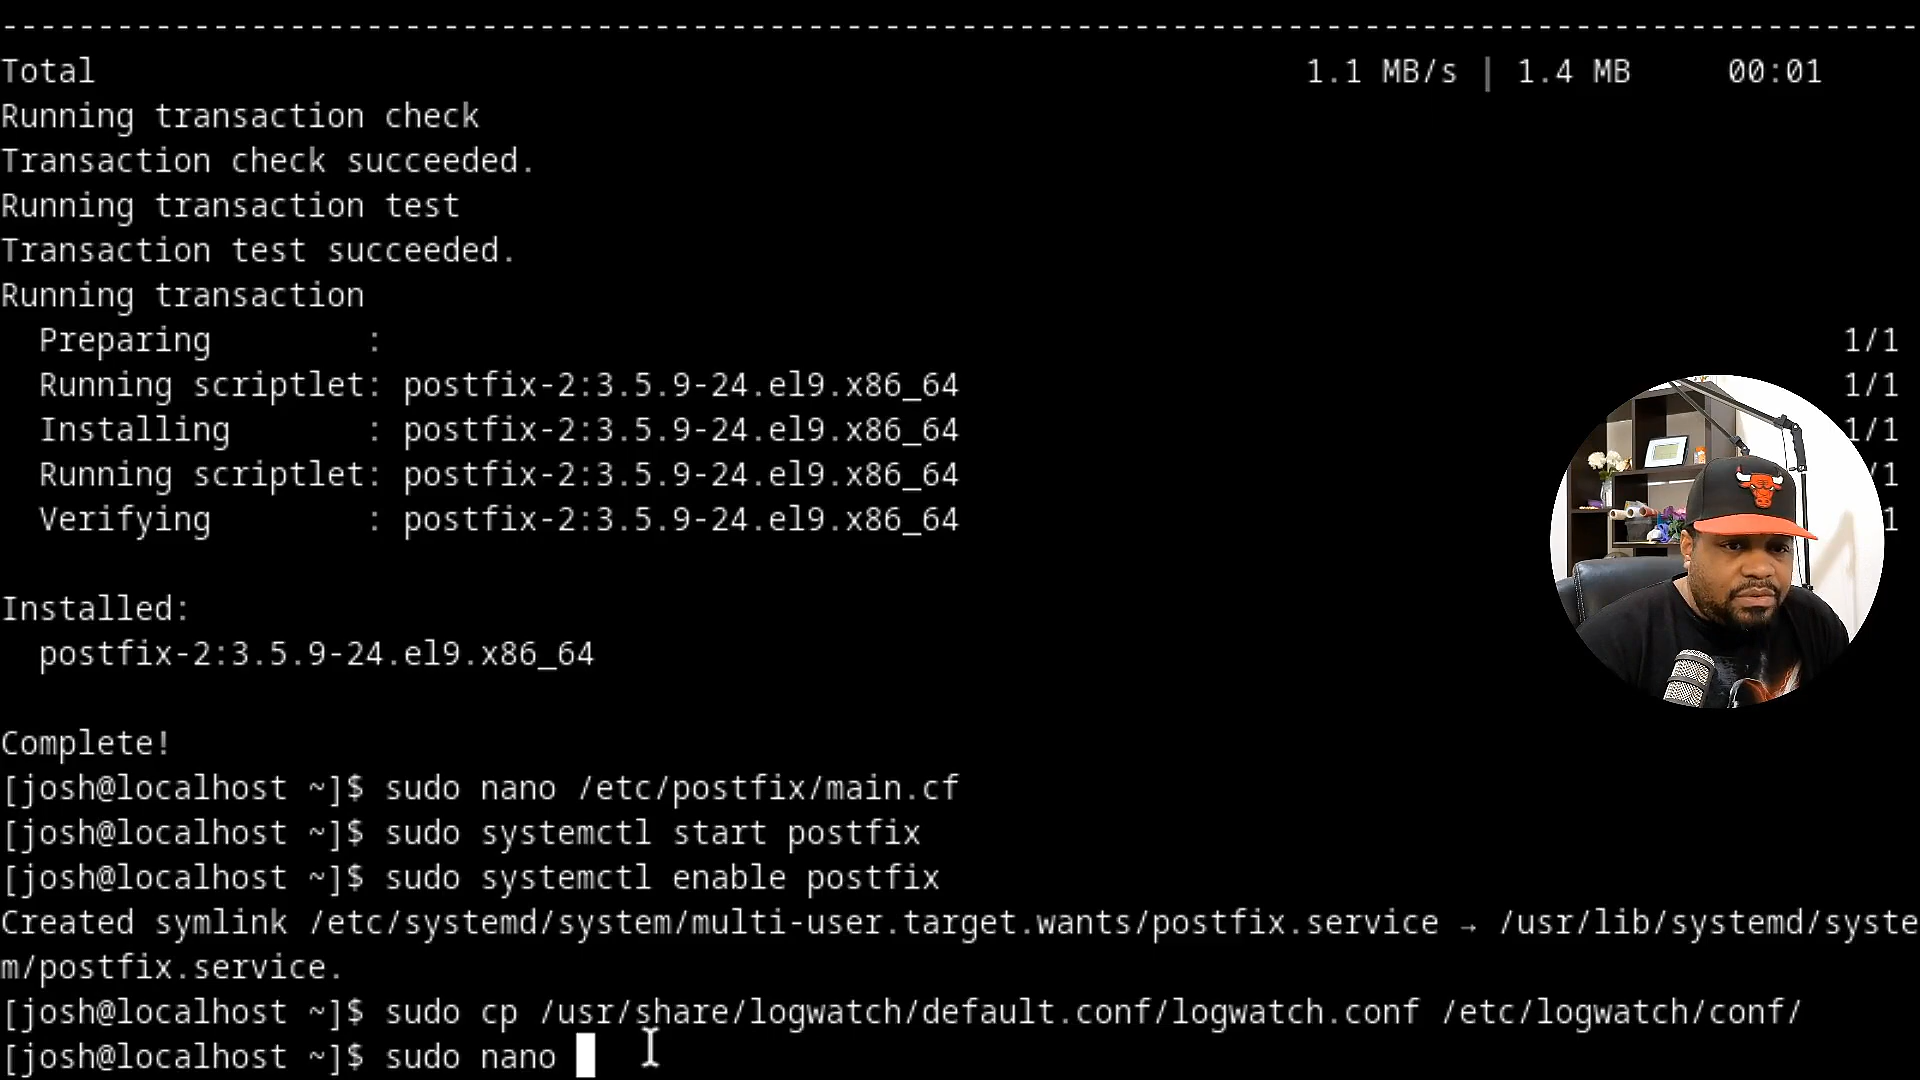 --------------------------------------------------------------------------------
Total 1.1 MB/s | 1.4 MB 00:01
Running transaction check
Transaction check succeeded.
Running transaction test
Transaction test succeeded.
Running transaction
Preparing : 1/1
Running scriptlet: postfix-2:3.5.9-24.el9.x86_64 1/1
Installing : postfix-2:3.5.9-24.el9.x86_64 1/1
Running scriptlet: postfix-2:3.5.9-24.el9.x86_64 /1
Verifying : postfix-2:3.5.9-24.el9.x86_64 1
Installed:
postfix-2:3.5.9-24.el9.x86_64
Complete!
[josh@localhost ~]$ sudo nano /etc/postfix/main.cf
[josh@localhost ~]$ sudo systemctl start postfix
[josh@localhost ~]$ sudo systemctl enable postfix
Created symlink /etc/systemd/system/multi-user.target.wants/postfix.service → /usr/lib/systemd/syste
m/postfix.service.
[josh@localhost ~]$ sudo cp /usr/share/logwatch/default.conf/logwatch.conf /etc/logwatch/conf/
[josh@localhost ~]$ sudo nano